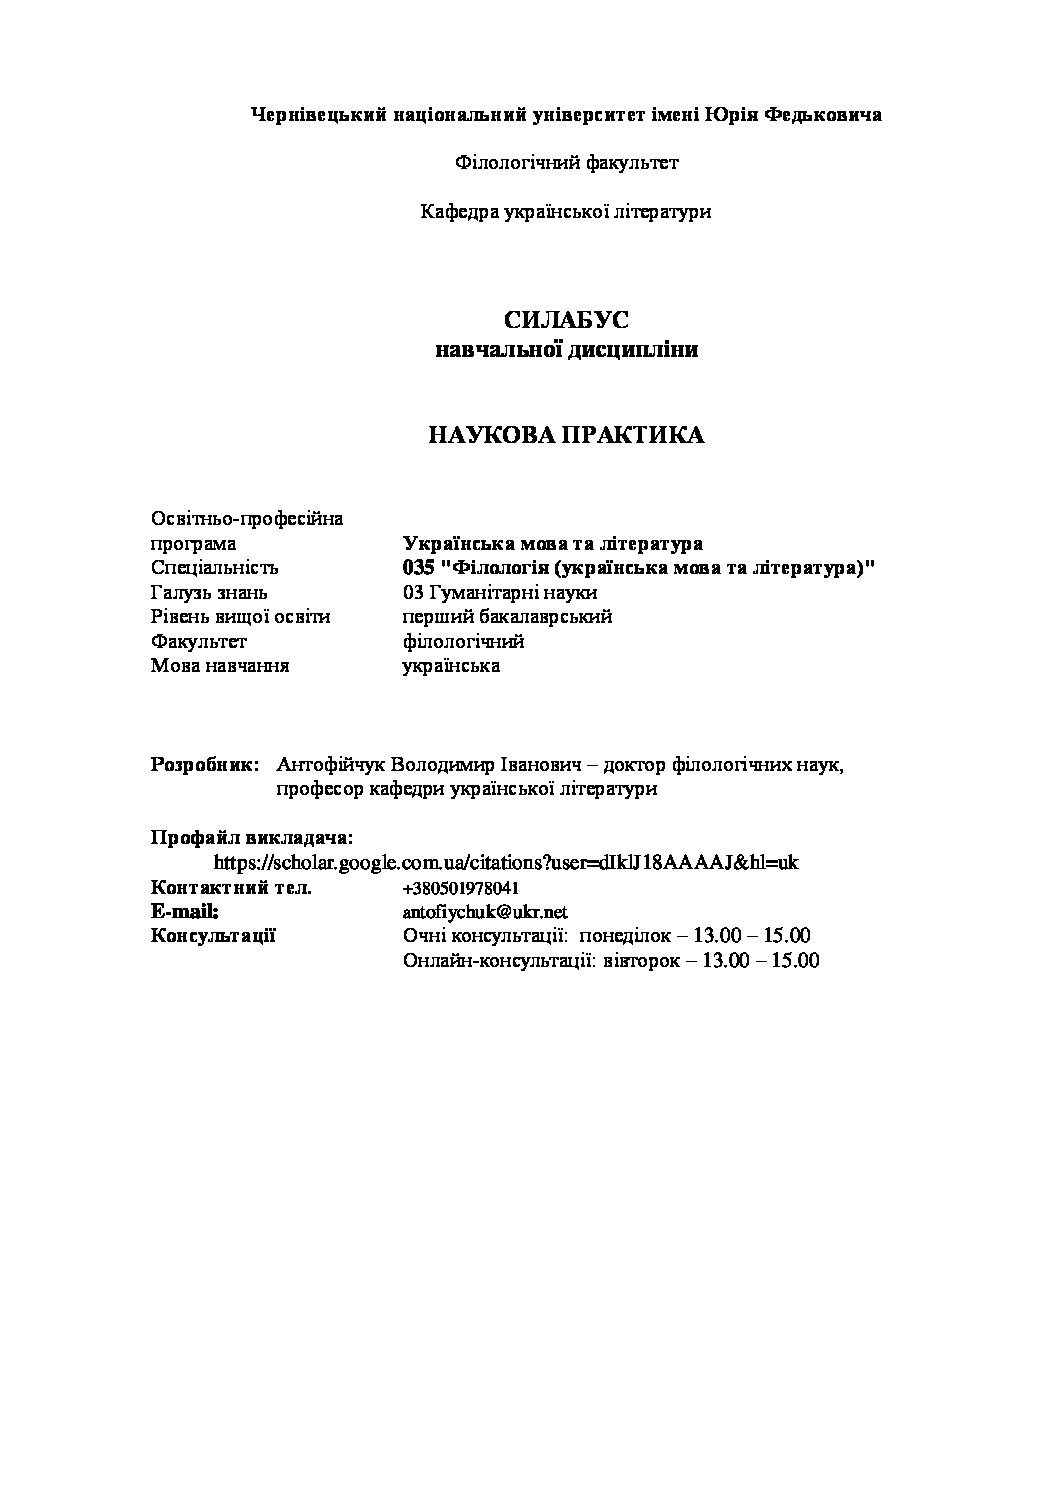 Чернівецький національний університет імені Юрія Федьковича
Філологічний факультет
Кафедра української літератури
СИЛАБУС
навчальної дисципліни
НАУКОВА ПРАКТИКА
Освітньо-професійна
програма Українська мова та література
Спеціальність 035 "Філологія (українська мова та література)"
Галузь знань 03 Гуманітарні науки
Рівень вищої освіти перший бакалаврський
Факультет філологічний
Мова навчання українська
Розробник: Антофійчук Володимир Іванович – доктор філологічних наук,
професор кафедри української літератури
Профайл викладача:
https://scholar.google.com.ua/citations?user=dIklJ18AAAAJ&hl=uk
Контактний тел. +380501978041
E-mail: antofiychuk@ukr.net
Консультації Очні консультації: понеділок – 13.00 – 15.00
Онлайн-консультації: вівторок – 13.00 – 15.00